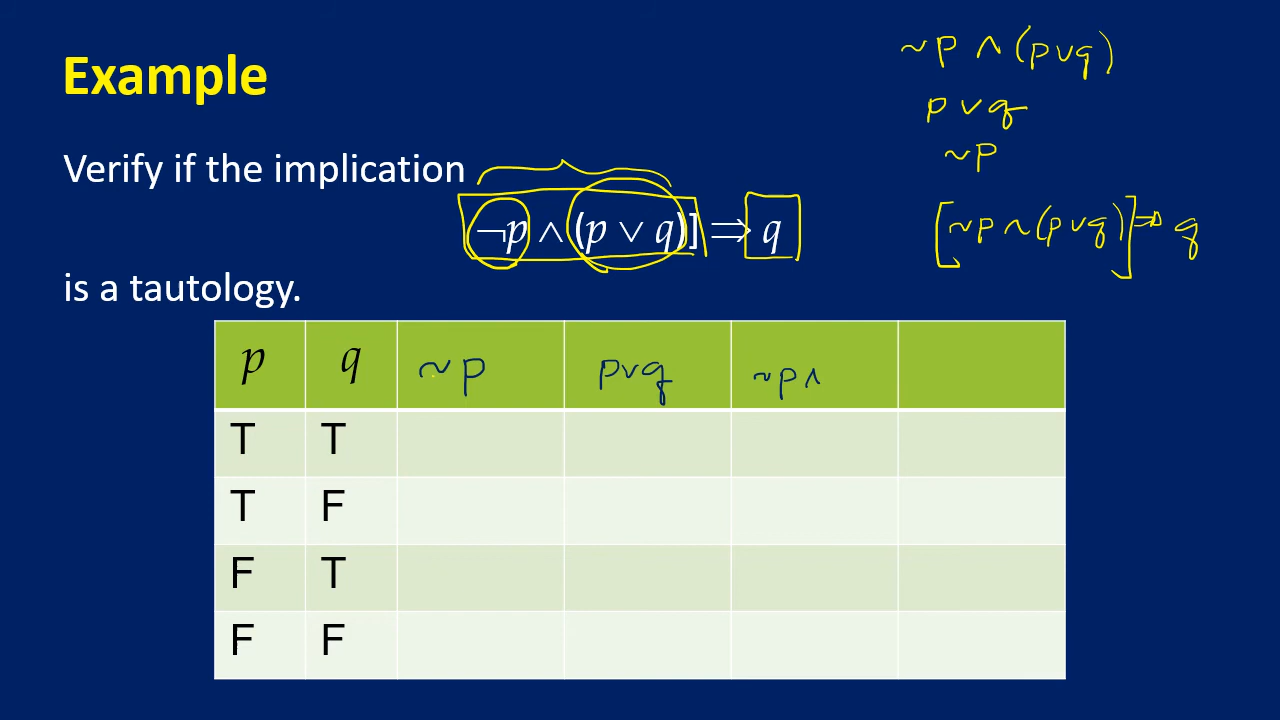 Example
Verify if the implication
¬p ∧ (p ∨ q)] ⇒ q
is a tautology.
~p ∧ (p∨q)
p ∨ q
~p
[~p ∧ (p∨q)] ⇒ q
p q ~p p∨q ~p∧
T T
T F
F T
F F